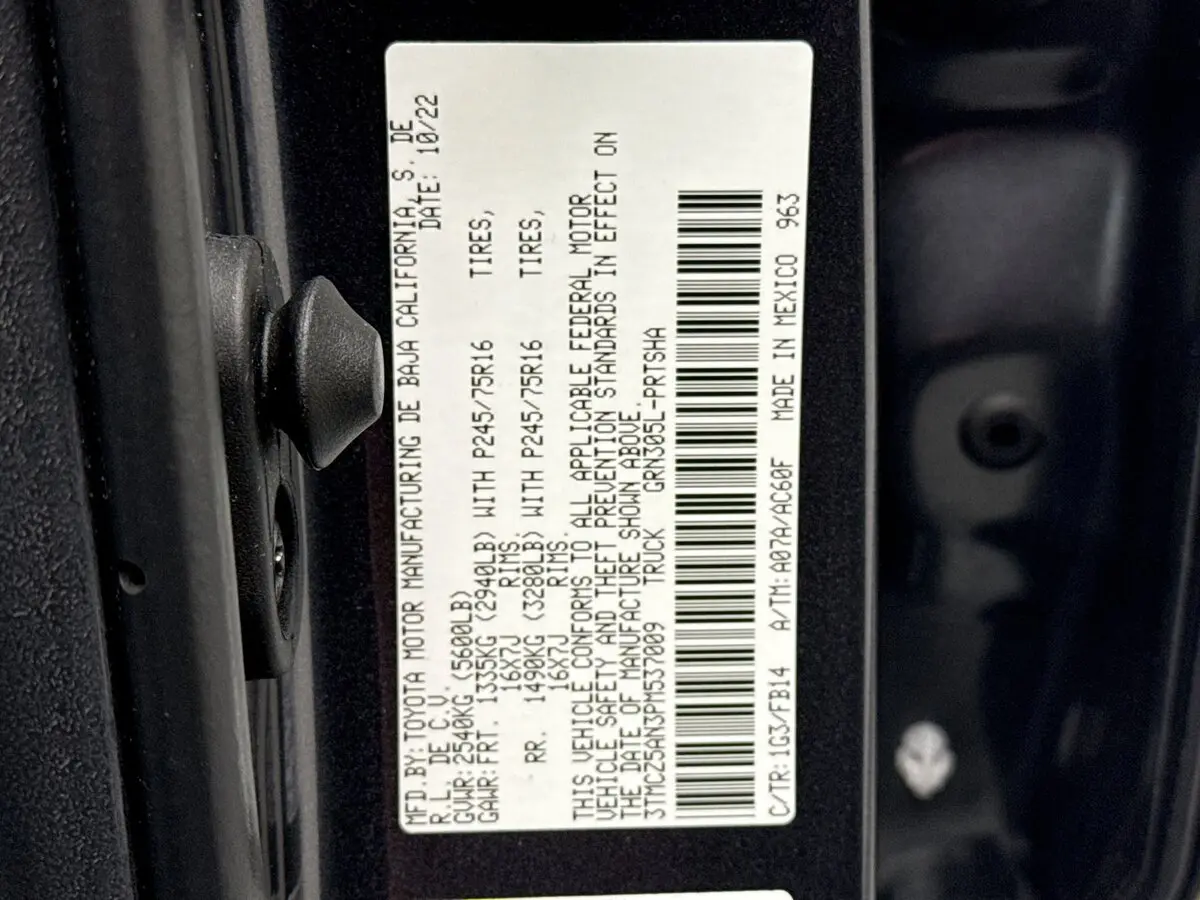 MFD.BY: TOYOTA MOTOR MANUFACTURING DE BAJA CALIFORNIA, S. DE
R.L. DE C.V. DATE: 10/22
GVWR: 2540KG (5600LB)
GAWR: FRT. 1335KG (2940LB) WITH P245/75R16 TIRES,
16X7J RIMS.
RR. 1490KG (3280LB) WITH P245/75R16 TIRES,
16X7J RIMS.
THIS VEHICLE CONFORMS TO ALL APPLICABLE FEDERAL MOTOR
VEHICLE SAFETY AND THEFT PREVENTION STANDARDS IN EFFECT ON
THE DATE OF MANUFACTURE SHOWN ABOVE.
3TMCZ5AN3PM537009 TRUCK GRN305L-PRTSHA
C/TR: 1G3/FB14 A/TM: A07A/AC60F MADE IN MEXICO 963